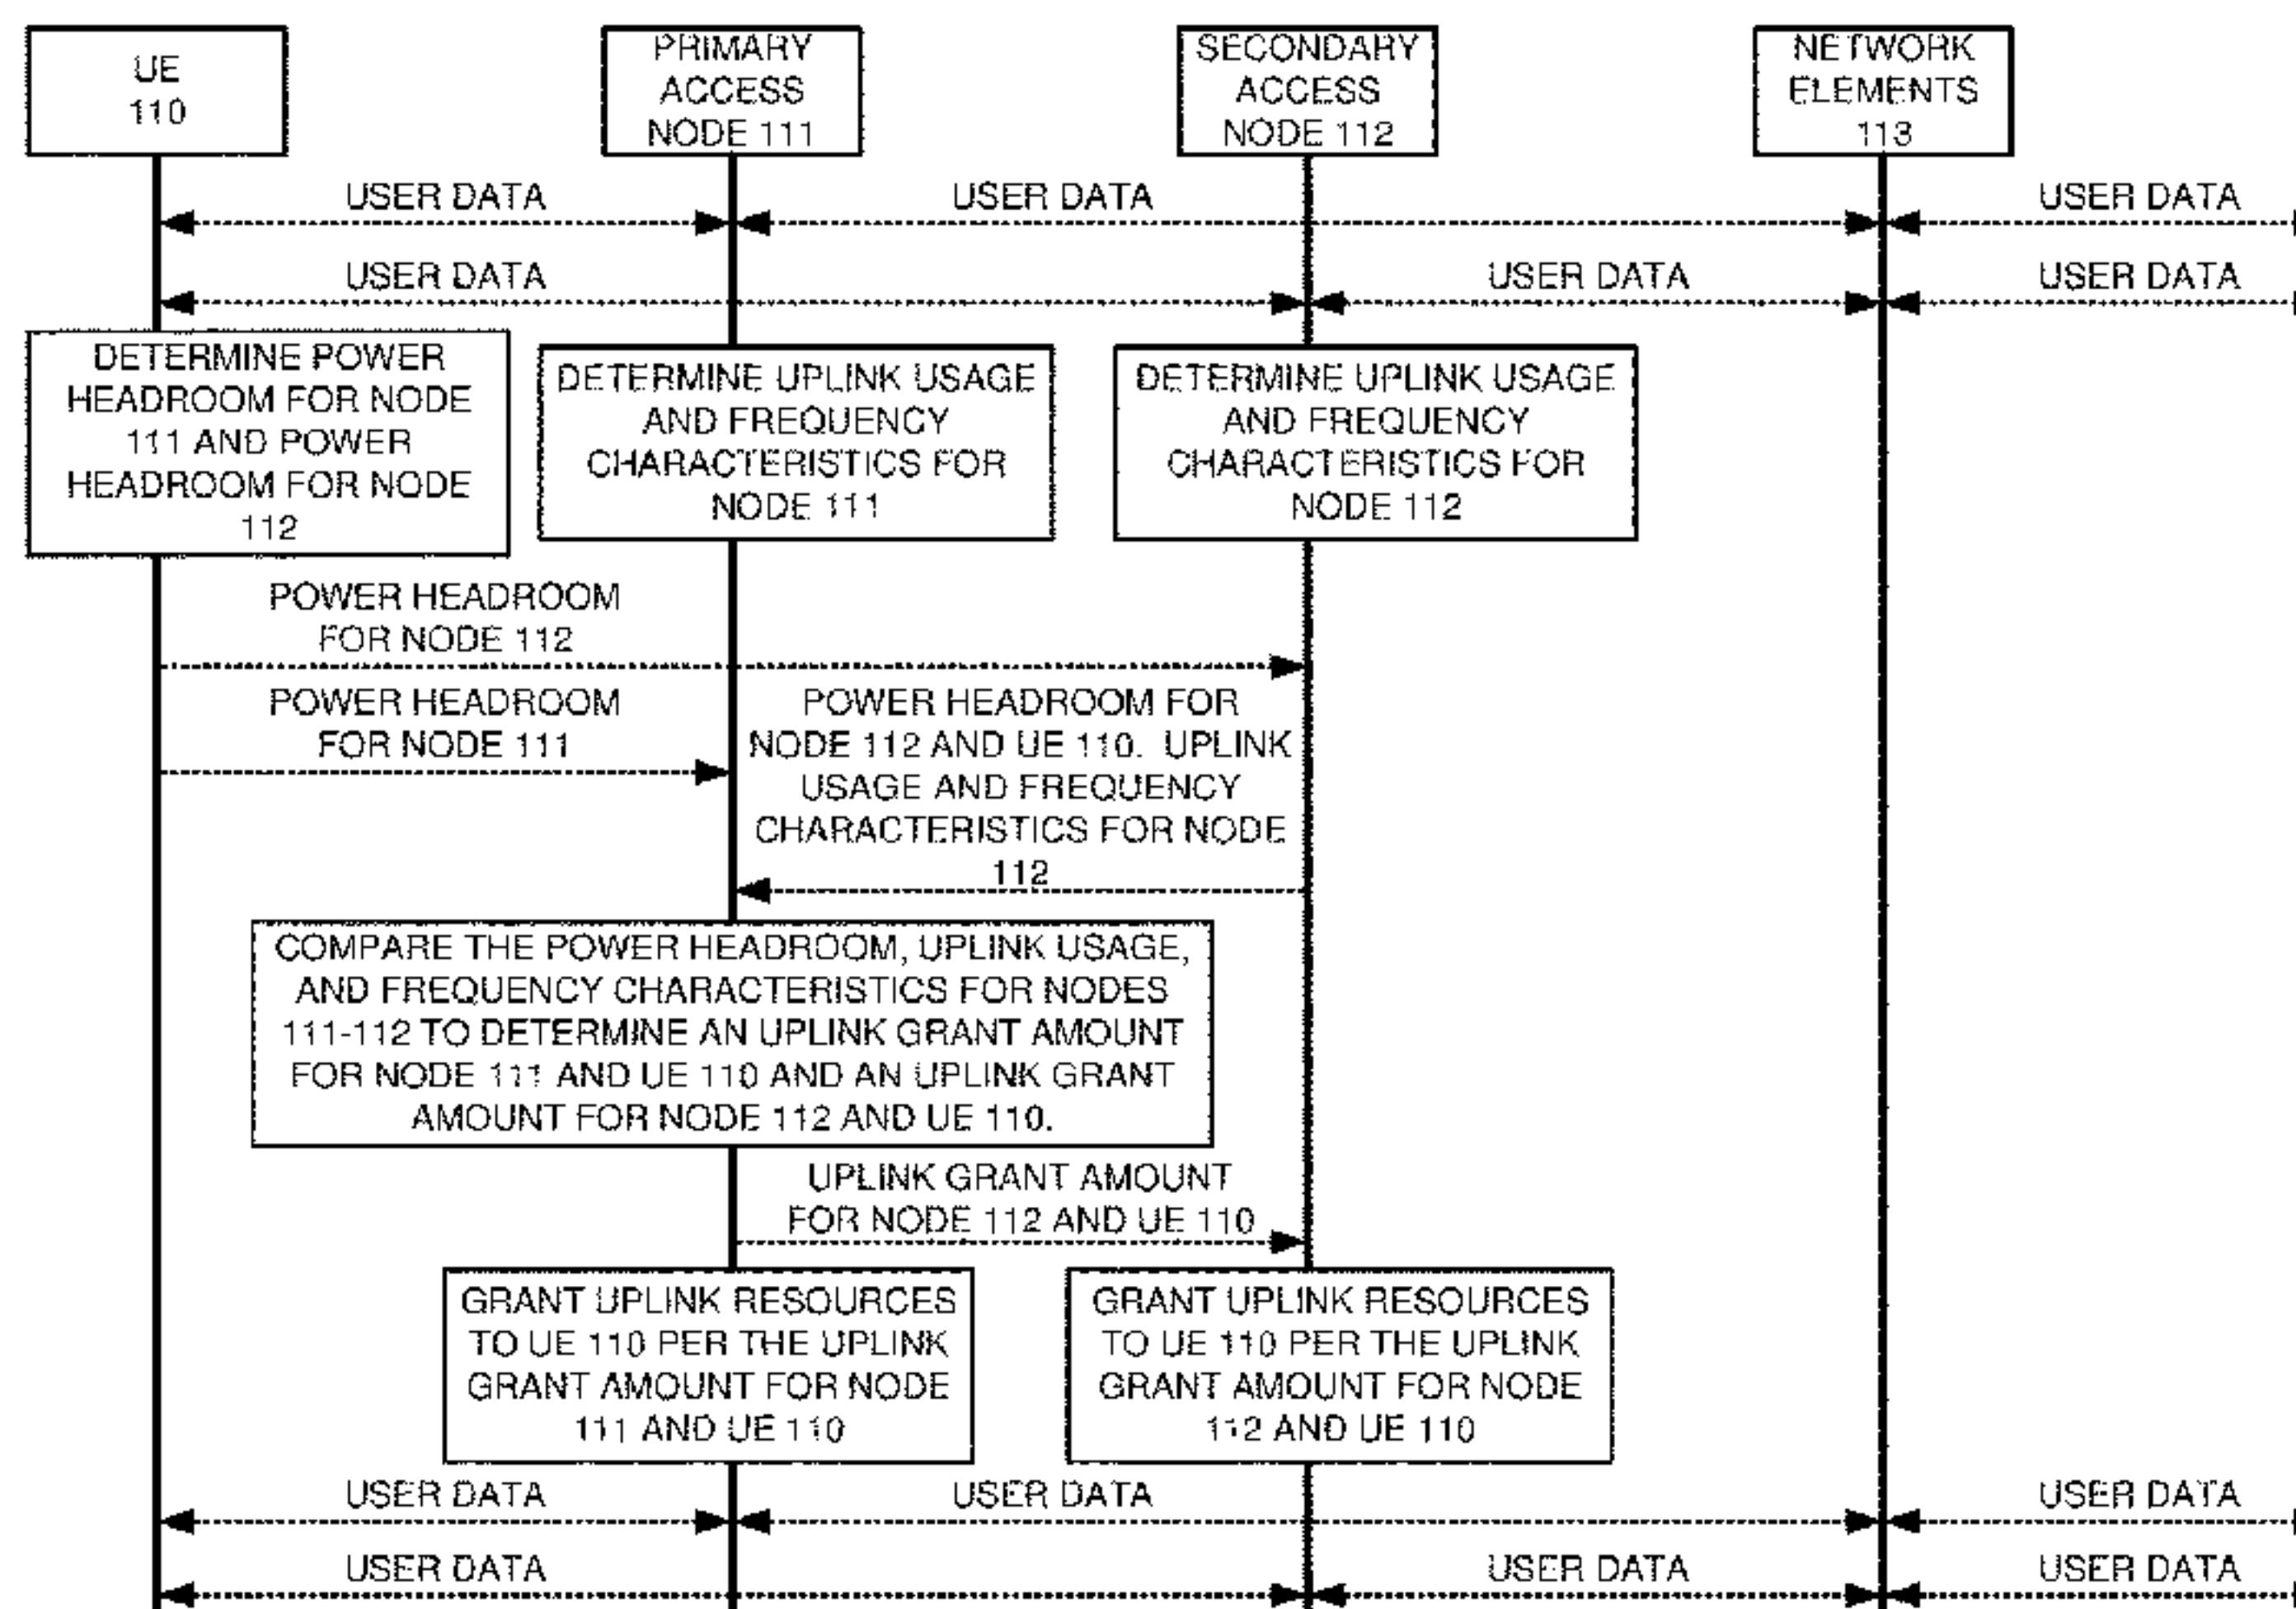 UE
110
PRIMARY
ACCESS
NODE 111
SECONDARY
ACCESS
NODE 112
NETWORK
ELEMENTS
113
USER DATA
USER DATA
USER DATA
USER DATA
USER DATA
USER DATA
DETERMINE POWER
HEADROOM FOR NODE
111 AND POWER
HEADROOM FOR NODE
112
DETERMINE UPLINK USAGE
AND FREQUENCY
CHARACTERISTICS FOR
NODE 111
DETERMINE UPLINK USAGE
AND FREQUENCY
CHARACTERISTICS FOR
NODE 112
POWER HEADROOM
FOR NODE 112
POWER HEADROOM
FOR NODE 111
POWER HEADROOM FOR
NODE 112 AND UE 110. UPLINK
USAGE AND FREQUENCY
CHARACTERISTICS FOR NODE
112
COMPARE THE POWER HEADROOM, UPLINK USAGE,
AND FREQUENCY CHARACTERISTICS FOR NODES
111-112 TO DETERMINE AN UPLINK GRANT AMOUNT
FOR NODE 111 AND UE 110 AND AN UPLINK GRANT
AMOUNT FOR NODE 112 AND UE 110.
UPLINK GRANT AMOUNT
FOR NODE 112 AND UE 110
GRANT UPLINK RESOURCES
TO UE 110 PER THE UPLINK
GRANT AMOUNT FOR NODE
111 AND UE 110
GRANT UPLINK RESOURCES
TO UE 110 PER THE UPLINK
GRANT AMOUNT FOR NODE
112 AND UE 110
USER DATA
USER DATA
USER DATA
USER DATA
USER DATA
USER DATA